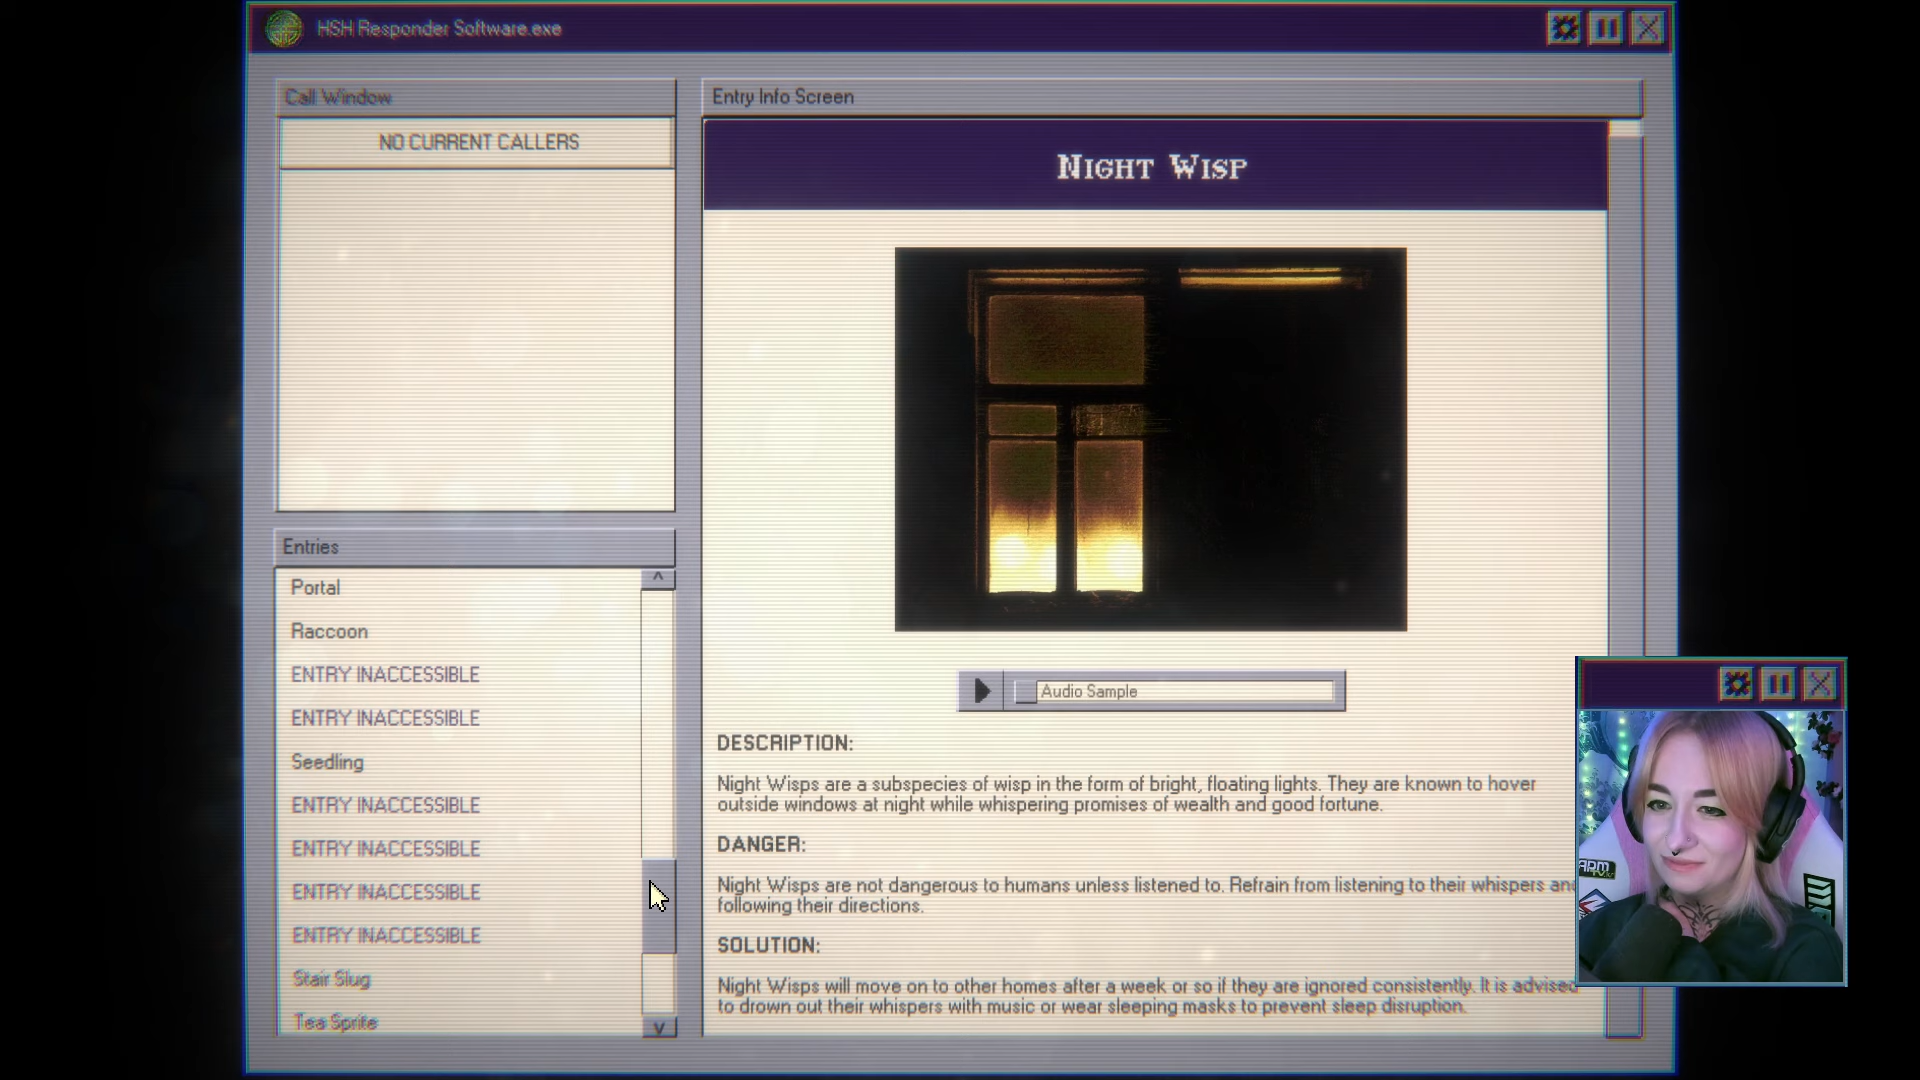 HSH Responder Software.exe
Call Window
NO CURRENT CALLERS
Entries
Portal
Raccoon
ENTRY INACCESSIBLE
ENTRY INACCESSIBLE
Seedling
ENTRY INACCESSIBLE
ENTRY INACCESSIBLE
ENTRY INACCESSIBLE
ENTRY INACCESSIBLE
Stair Slug
Tea Sprite
Entry Info Screen
NIGHT WISP
Audio Sample
DESCRIPTION:
Night Wisps are a subspecies of wisp in the form of bright, floating lights. They are known to hover
outside windows at night while whispering promises of wealth and good fortune.
DANGER:
Night Wisps are not dangerous to humans unless listened to. Refrain from listening to their whispers and
following their directions.
SOLUTION:
Night Wisps will move on to other homes after a week or so if they are ignored consistently. It is advised
to drown out their whispers with music or wear sleeping masks to prevent sleep disruption.